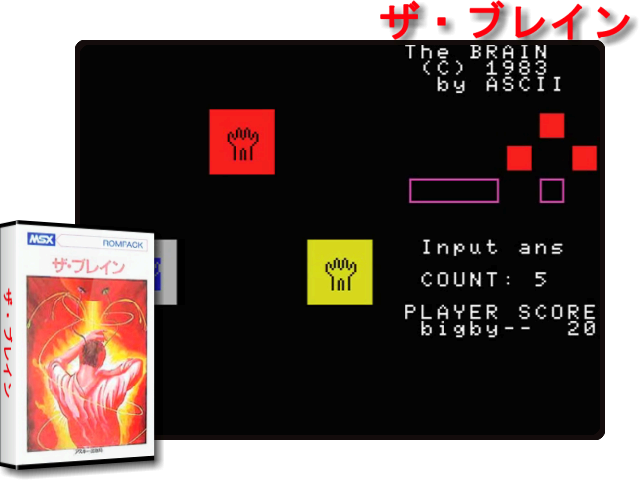 ザ・ブレイン
The BRAIN
(C) 1983
by ASCII
Input ans
COUNT: 5
PLAYER SCORE
bigby-- 20
MSX
ROMPACK
ザ・ブレイン
ザ・ブレイン